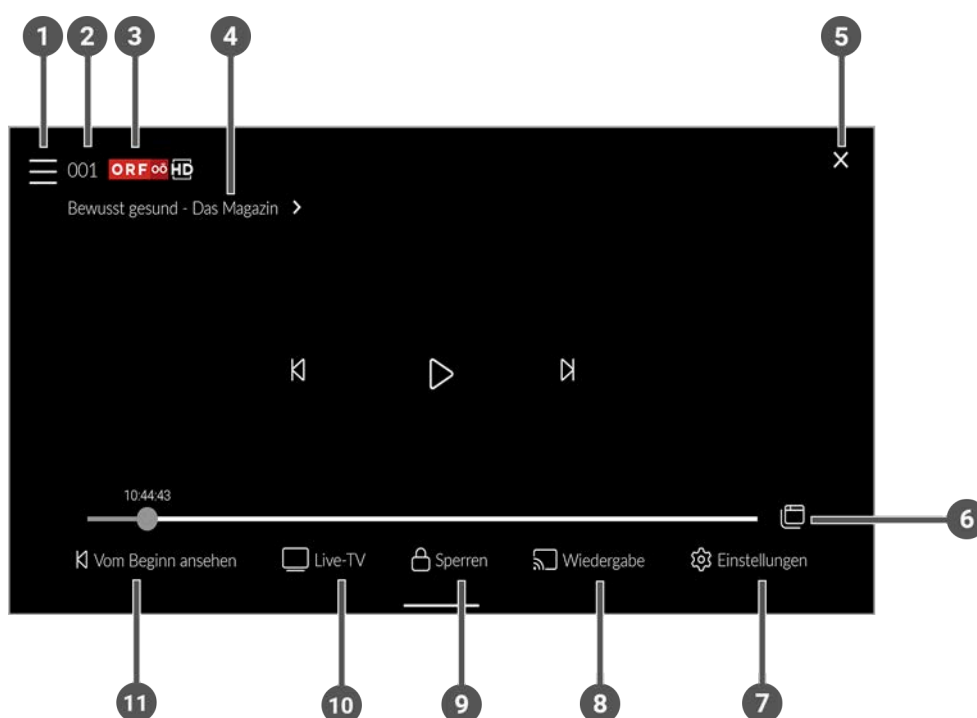 1 2 3 4 5
001 ORF oö HD
Bewusst gesund - Das Magazin
10:44:43
6
Vom Beginn ansehen Live-TV Sperren Wiedergabe Einstellungen
11 10 9 8 7